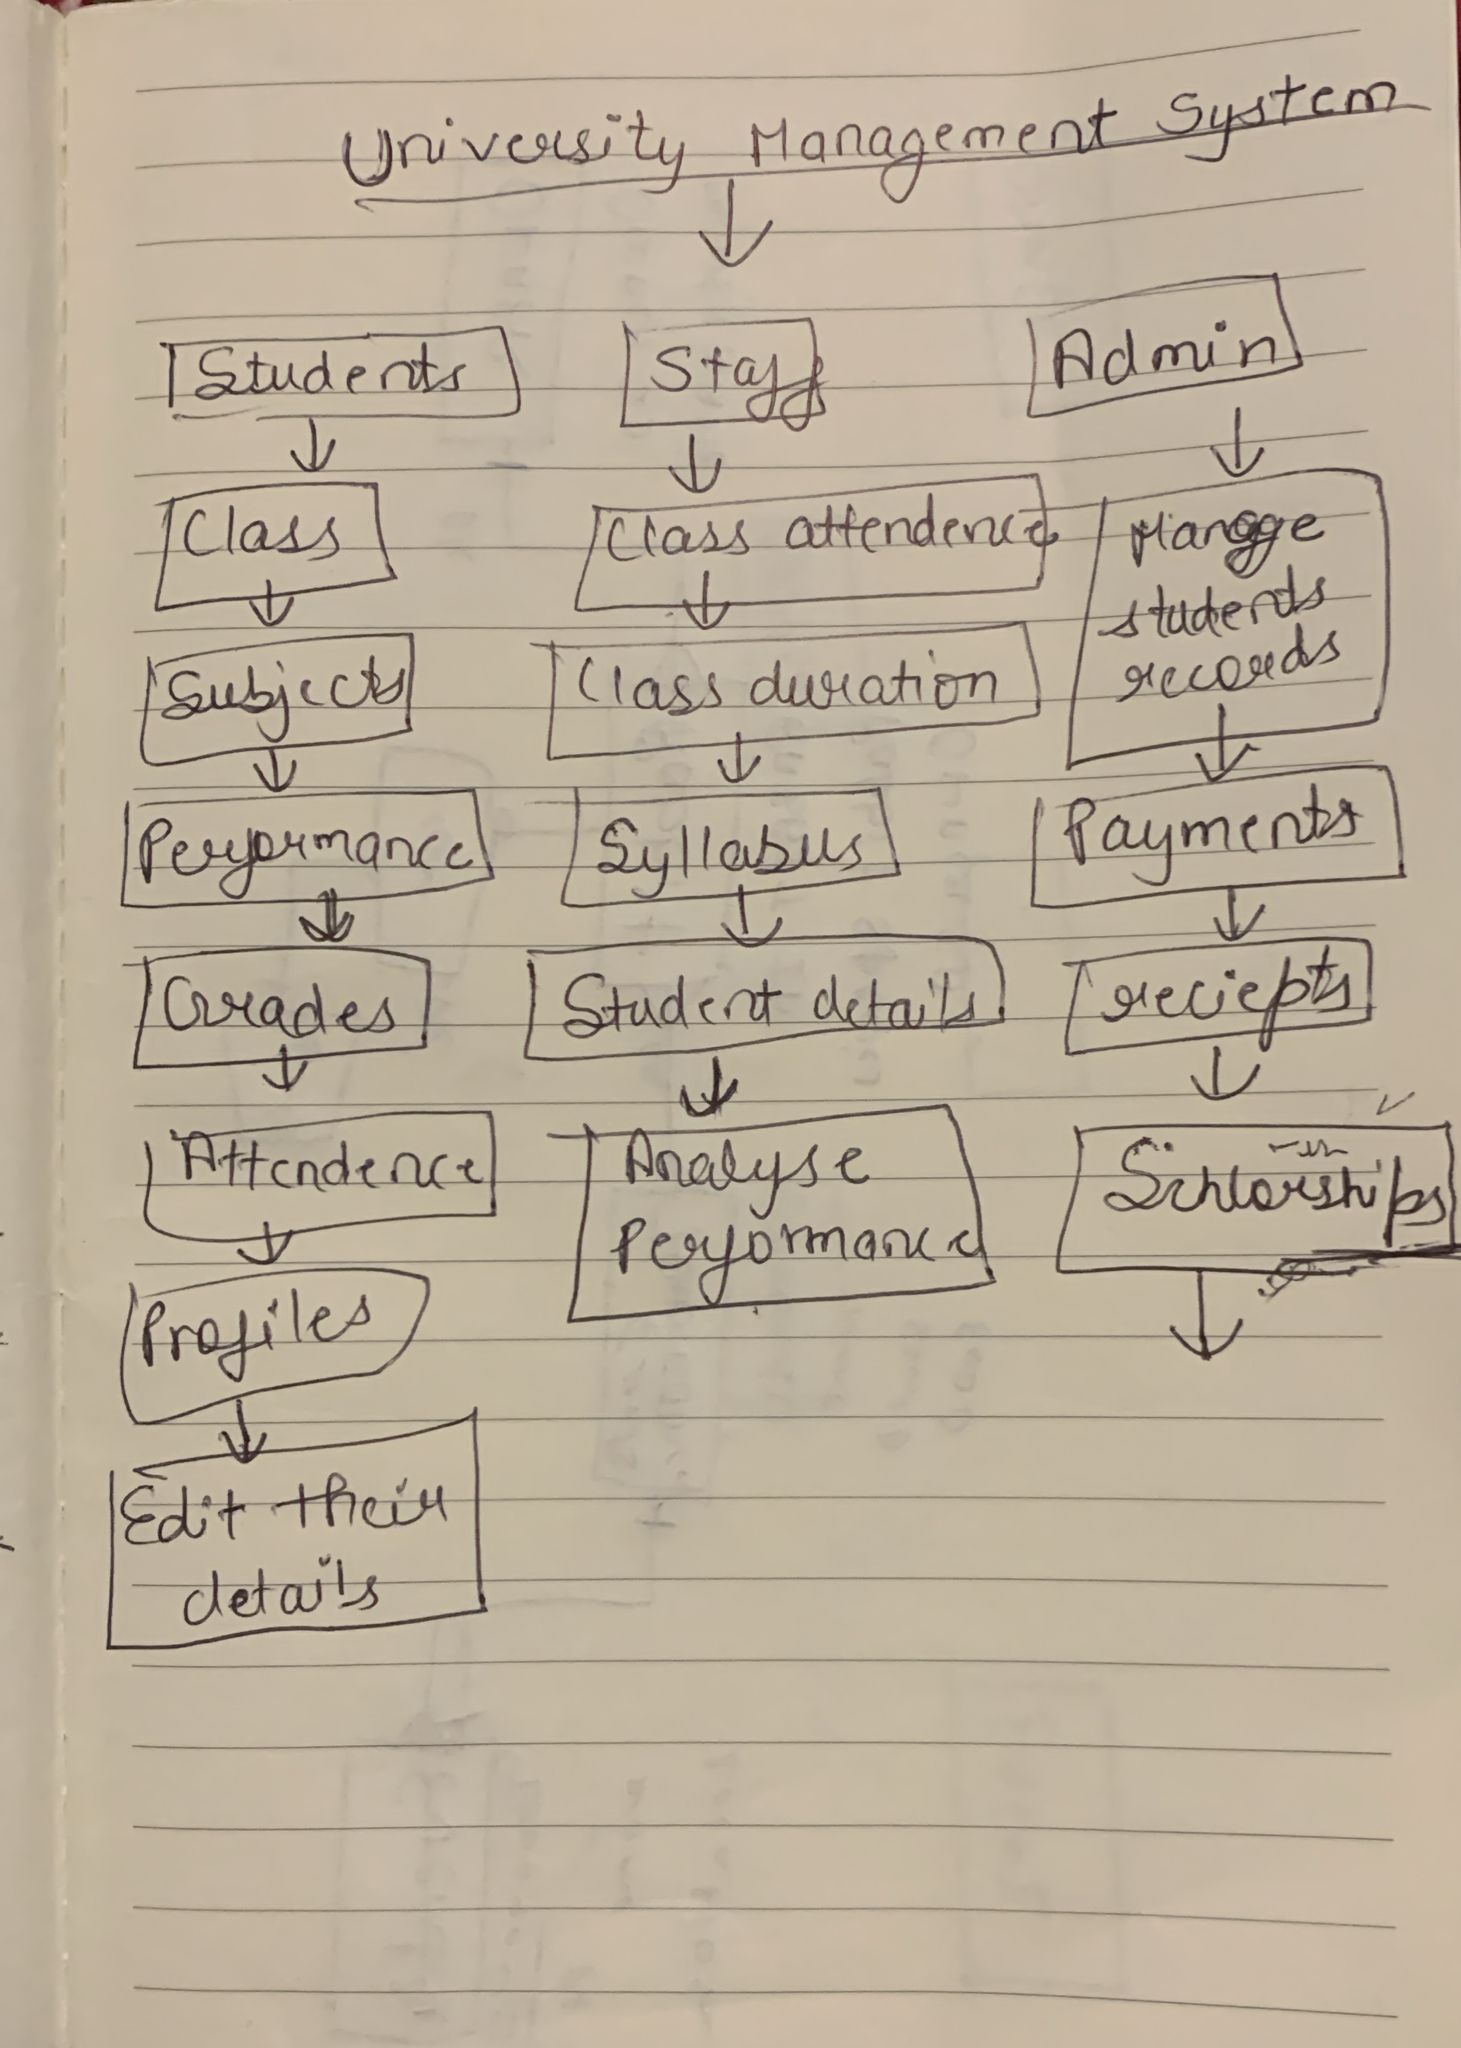 University Management System
Students
Staff
Admin
Class
Class attendence
Manage
students
records
Subjects
Class duration
Performance
Syllabus
Payments
Grades
Student details
reciepts
Attendence
Analyse
Performance
Schlorships
Profiles
Edit their
details